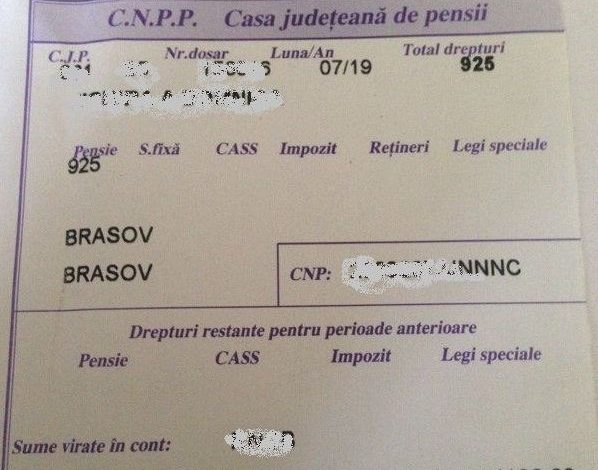 C.N.P.P. Casa județeană de pensii
C.J.P. Nr.dosar Luna/An Total drepturi
07/19 925
Pensie S.fixă CASS Impozit Rețineri Legi speciale
925
BRASOV
BRASOV
CNP: NNNC
Drepturi restante pentru perioade anterioare
Pensie CASS Impozit Legi speciale
Sume virate în cont: